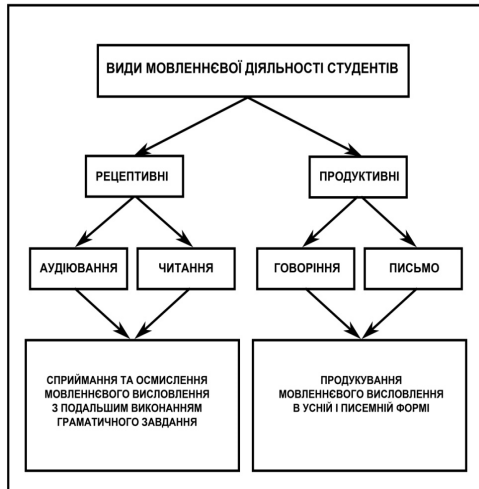 ВИДИ МОВЛЕННЄВОЇ ДІЯЛЬНОСТІ СТУДЕНТІВ
РЕЦЕПТИВНІ
ПРОДУКТИВНІ
АУДІЮВАННЯ
ЧИТАННЯ
ГОВОРІННЯ
ПИСЬМО
СПРИЙМАННЯ ТА ОСМИСЛЕННЯ
МОВЛЕННЄВОГО ВИСЛОВЛЕННЯ
З ПОДАЛЬШИМ ВИКОНАННЯМ
ГРАМАТИЧНОГО ЗАВДАННЯ
ПРОДУКУВАННЯ
МОВЛЕННЄВОГО ВИСЛОВЛЕННЯ
В УСНІЙ І ПИСЕМНІЙ ФОРМІ